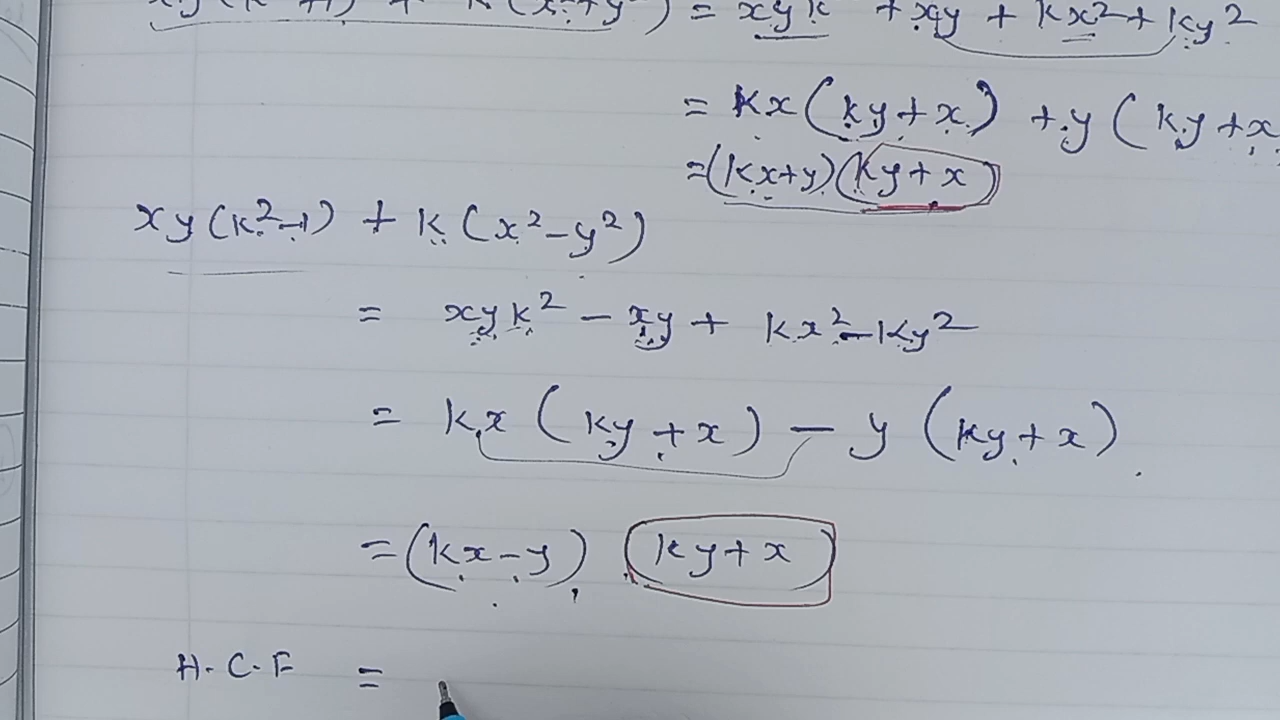 = xyk + xy + kx² + ky²
= kx(ky+x) + y(ky+x
= (kx+y)(ky+x)
xy(k²-1) + k(x²-y²)
= xyk² - xy + kx² - ky²
= kx(ky+x) - y(ky+x)
= (kx-y)(ky+x)
H.C.F =